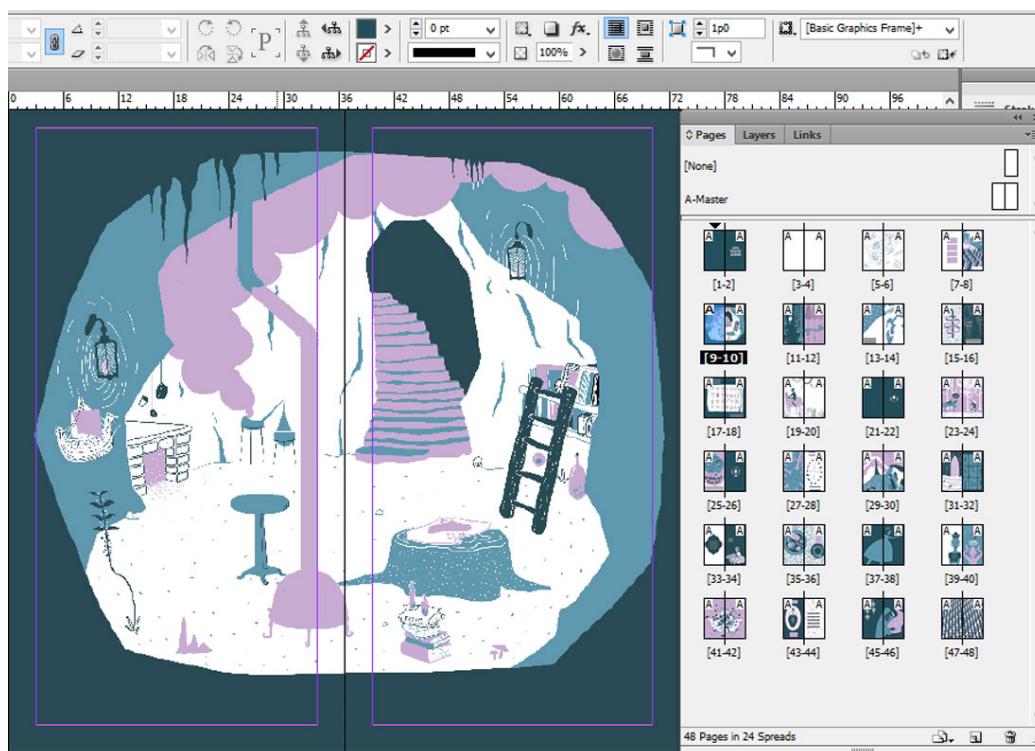 P
0 pt
fx.
100%
1p0
[Basic Graphics Frame]+
0 6 12 18 24 30 36 42 48 54 60 66 72 78 84 90 96
Pages Layers Links
[None]
A-Master
A A A A A A A A
[1-2] [3-4] [5-6] [7-8]
A A A A A A A A
[9-10] [11-12] [13-14] [15-16]
A A A A A A A A
[17-18] [19-20] [21-22] [23-24]
A A A A A A A A
[25-26] [27-28] [29-30] [31-32]
A A A A A A A A
[33-34] [35-36] [37-38] [39-40]
A A A A A A A A
[41-42] [43-44] [45-46] [47-48]
48 Pages in 24 Spreads